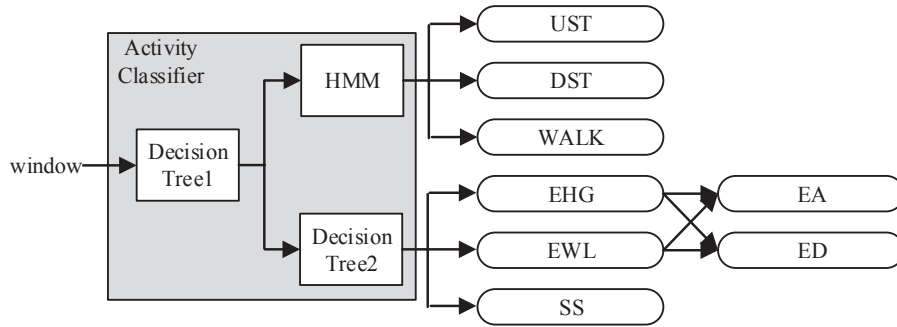 Activity
Classifier
window
Decision
Tree1
HMM
Decision
Tree2
UST
DST
WALK
EHG
EWL
SS
EA
ED